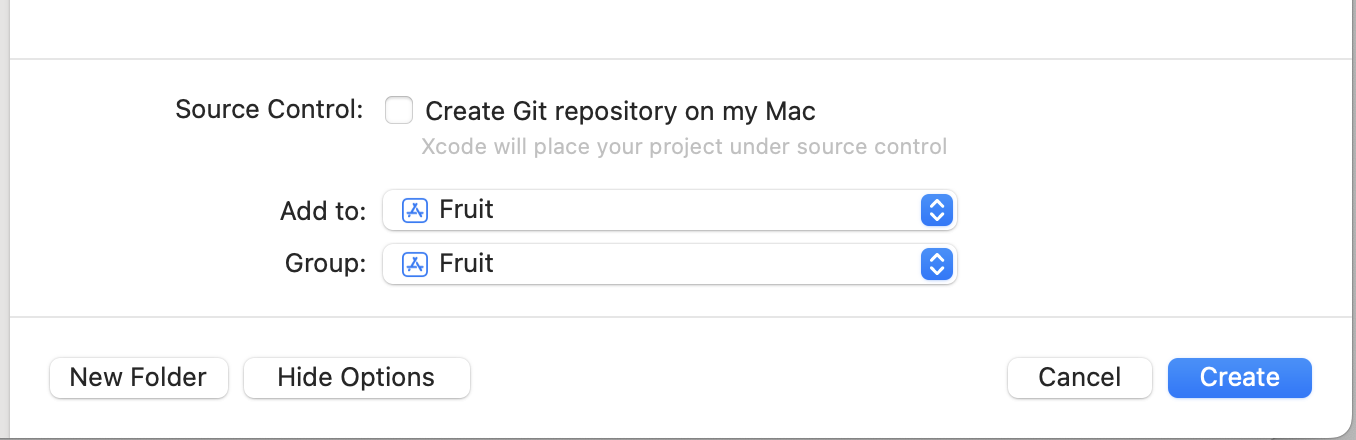 Source Control: Create Git repository on my Mac
Xcode will place your project under source control
Add to: Fruit
Group: Fruit
New Folder Hide Options Cancel Create